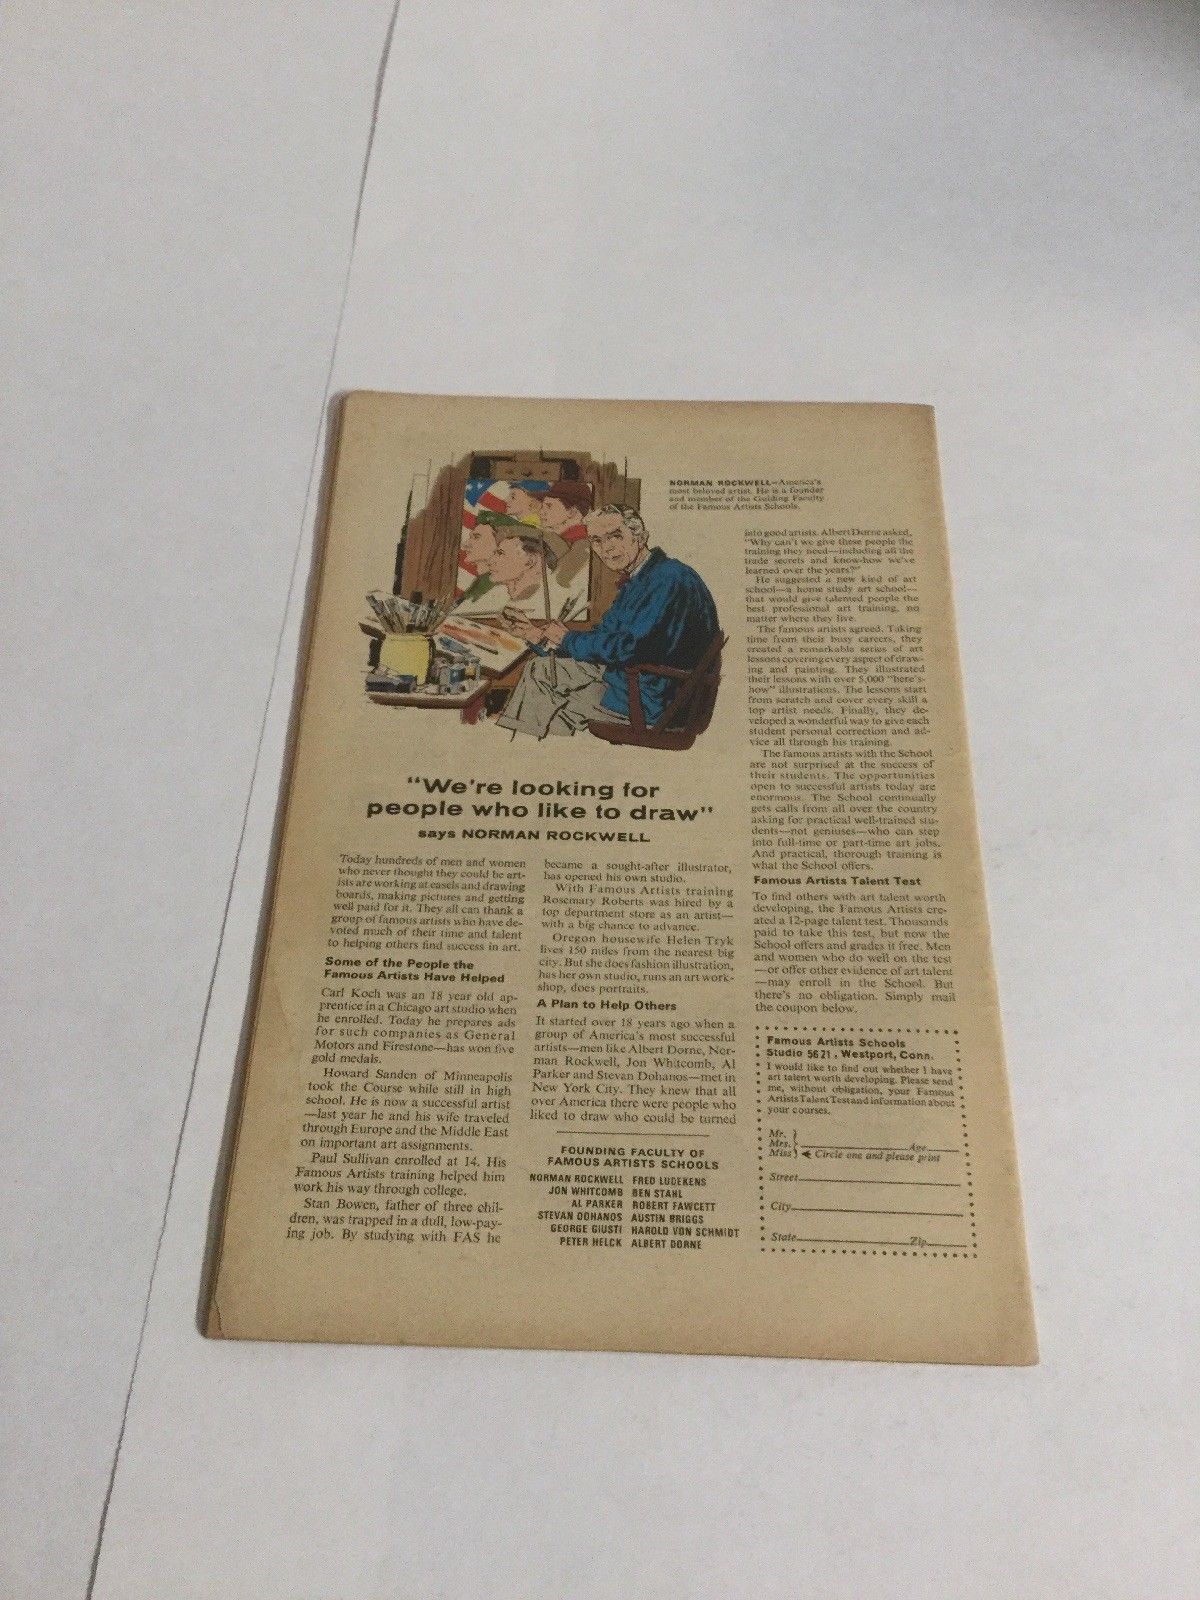 NORMAN ROCKWELL—America's
most beloved artist. He is a founder
and member of the Guiding Faculty
of the Famous Artists Schools.
"We're looking for
people who like to draw"
says NORMAN ROCKWELL
Today hundreds of men and women
who never thought they could be art-
ists are working at easels and drawing
boards, making pictures and getting
well paid for it. They all can thank a
group of famous artists who have de-
voted much of their time and talent
to helping others find success in art.
Some of the People the
Famous Artists Have Helped
Carl Koch was an 18 year old ap-
prentice in a Chicago art studio when
he enrolled. Today he prepares ads
for such companies as General
Motors and Firestone—has won five
gold medals.
Howard Sanden of Minneapolis
took the Course while still in high
school. He is now a successful artist
—last year he and his wife traveled
through Europe and the Middle East
on important art assignments.
Paul Sullivan enrolled at 14. His
Famous Artists training helped him
work his way through college.
Stan Bowen, father of three chil-
dren, was trapped in a dull, low-pay-
ing job. By studying with FAS he
became a sought-after illustrator,
has opened his own studio.
With Famous Artists training
Rosemary Roberts was hired by a
top department store as an artist—
with a big chance to advance.
Oregon housewife Helen Tryk
lives 150 miles from the nearest big
city. But she does fashion illustration,
has her own studio, runs an art work-
shop, does portraits.
A Plan to Help Others
It started over 18 years ago when a
group of America's most successful
artists—men like Albert Dorne, Nor-
man Rockwell, Jon Whitcomb, Al
Parker and Stevan Dohanos—met in
New York City. They knew that all
over America there were people who
liked to draw who could be turned
FOUNDING FACULTY OF
FAMOUS ARTISTS SCHOOLS
NORMAN ROCKWELL FRED LUDEKENS
JON WHITCOMB BEN STAHL
AL PARKER ROBERT FAWCETT
STEVAN DOHANOS AUSTIN BRIGGS
GEORGE GIUSTI HAROLD VON SCHMIDT
PETER HELCK ALBERT DORNE
into good artists. Albert Dorne asked,
"Why can't we give these people the
training they need—including all the
trade secrets and know-how we've
learned over the years?"
He suggested a new kind of art
school—a home study art school—
that would give talented people the
best professional art training, no
matter where they live.
The famous artists agreed. Taking
time from their busy careers, they
created a remarkable series of art
lessons covering every aspect of draw-
ing and painting. They illustrated
their lessons with over 5,000 "here's-
how" illustrations. The lessons start
from scratch and cover every skill a
top artist needs. Finally, they de-
veloped a wonderful way to give each
student personal correction and ad-
vice all through his training.
The famous artists with the School
are not surprised at the success of
their students. The opportunities
open to successful artists today are
enormous. The School continually
gets calls from all over the country
asking for practical well-trained stu-
dents—not geniuses—who can step
into full-time or part-time art jobs.
And practical, thorough training is
what the School offers.
Famous Artists Talent Test
To find others with art talent worth
developing, the Famous Artists cre-
ated a 12-page talent test. Thousands
paid to take this test, but now the
School offers and grades it free. Men
and women who do well on the test
—or offer other evidence of art talent
—may enroll in the School. But
there's no obligation. Simply mail
the coupon below.
Famous Artists Schools
Studio 5621, Westport, Conn.
I would like to find out whether I have
art talent worth developing. Please send
me, without obligation, your Famous
Artists Talent Test and information about
your courses.
Mr.
Mrs. Age
Miss Circle one and please print
Street
City
State Zip